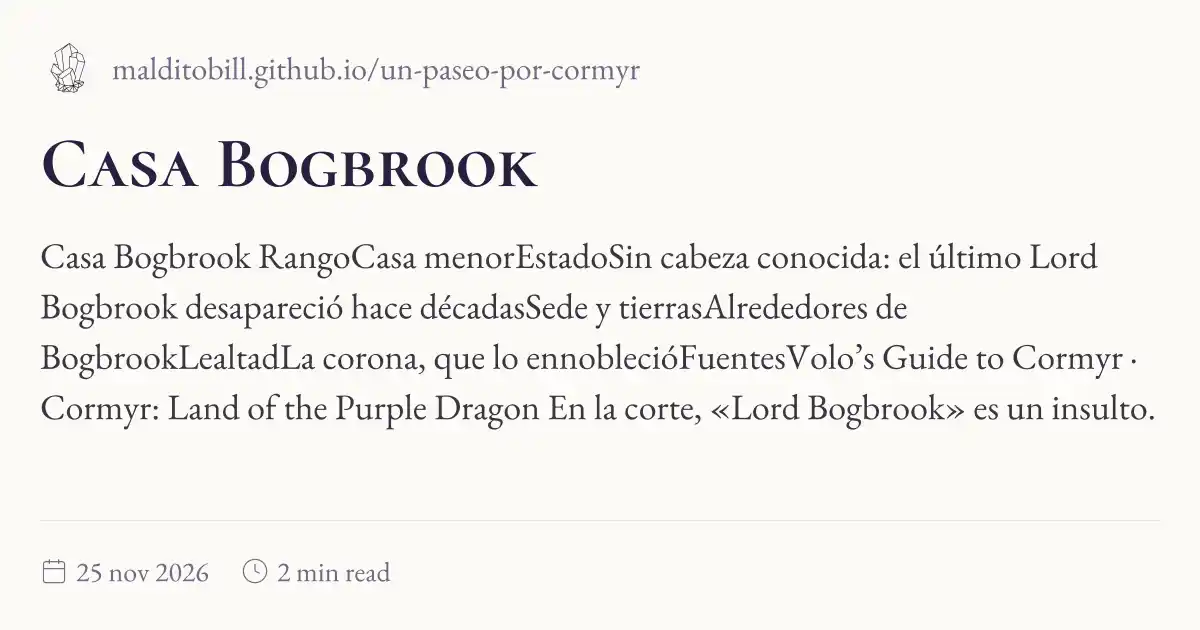 malditobill.github.io/un-paseo-por-cormyr
Casa Bogbrook
Casa Bogbrook RangoCasa menorEstadoSin cabeza conocida: el último Lord
Bogbrook desapareció hace décadasSede y tierrasAlrededores de
BogbrookLealtadLa corona, que lo ennoblecióFuentesVolo’s Guide to Cormyr ·
Cormyr: Land of the Purple Dragon En la corte, «Lord Bogbrook» es un insulto.
25 nov 2026
2 min read